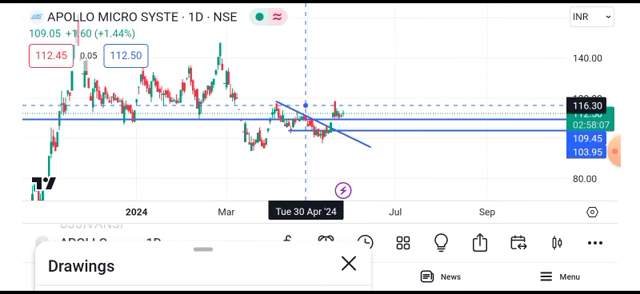 APOLLO MICRO SYSTE · 1D · NSE
INR
109.05 +1.60 (+1.44%)
112.45 0.05 112.50
140.00
116.30
02:58:07
109.45
103.95
80.00
2024 Mar Tue 30 Apr '24 Jul Sep
Drawings
News
Menu